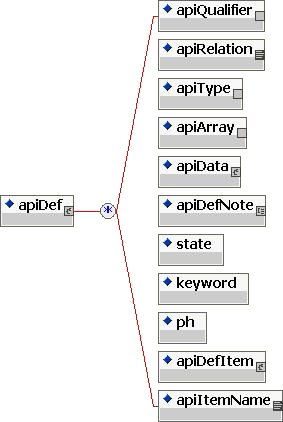 apiQualifier
apiRelation
apiType
apiArray
apiData
apiDef
apiDefNote
state
keyword
ph
apiDefItem
apiItemName